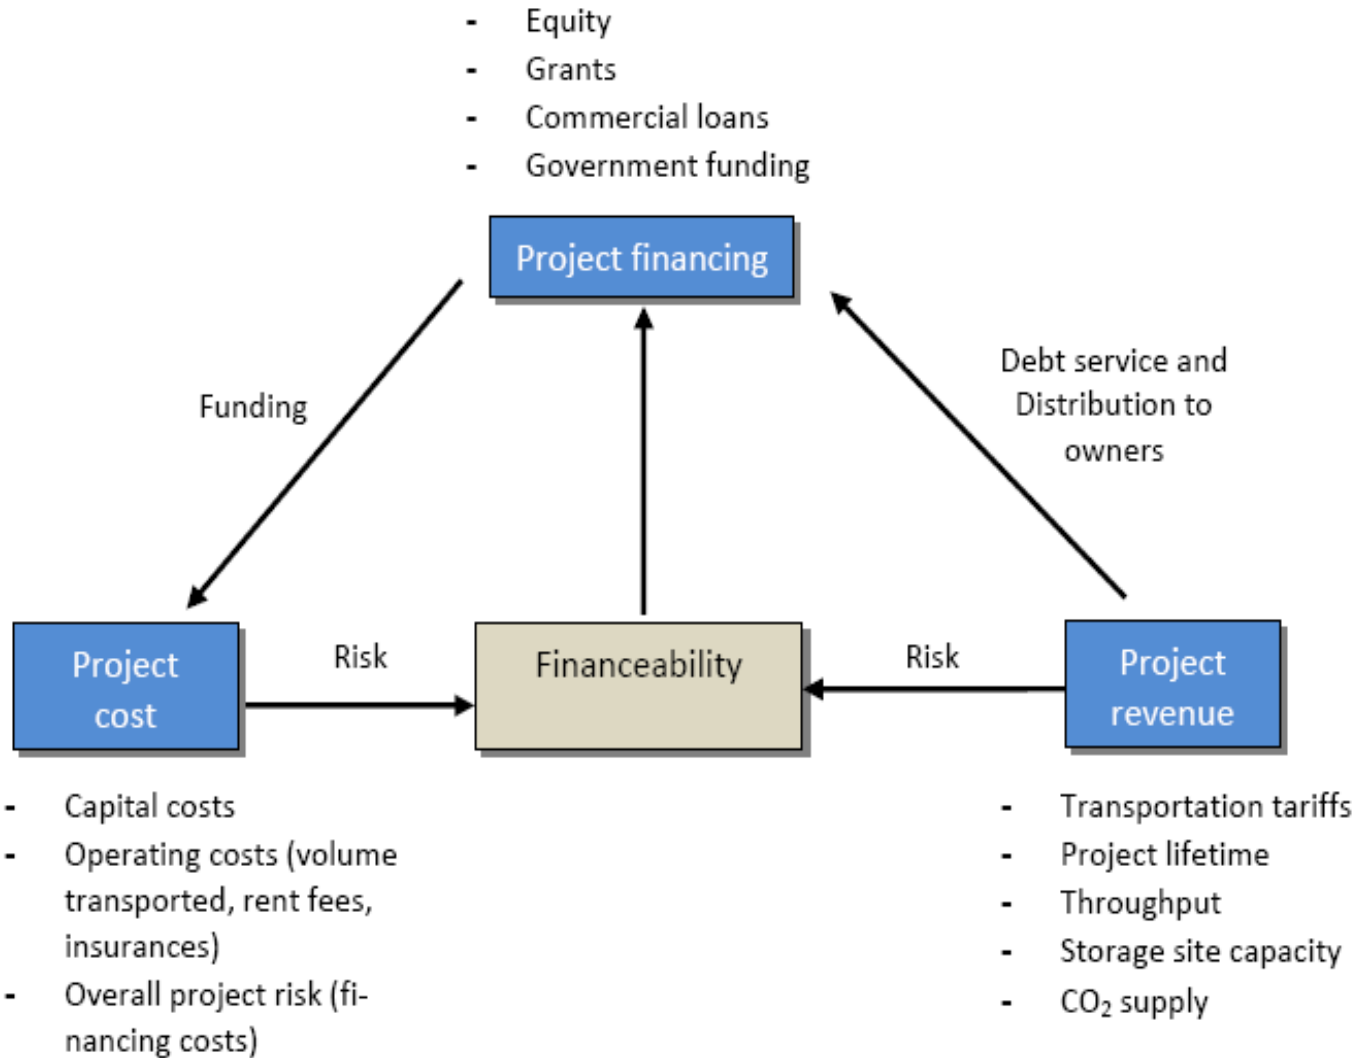 - Equity
- Grants
- Commercial loans
- Government funding
Project financing
Funding
Debt service and
Distribution to
owners
Project
cost
Risk
Financeability
Risk
Project
revenue
- Capital costs
- Operating costs (volume
transported, rent fees,
insurances)
- Overall project risk (fi-
nancing costs)
- Transportation tariffs
- Project lifetime
- Throughput
- Storage site capacity
- CO₂ supply